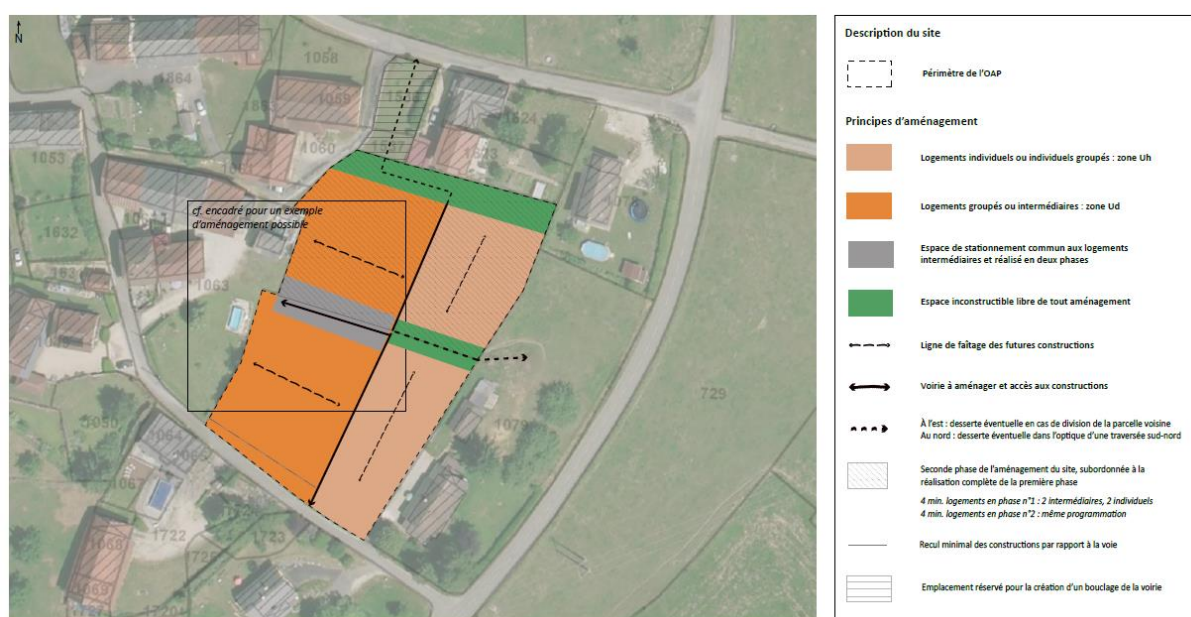 N
1058
1864
1059
1060
1053
1624
1632
1063
cf. encadré pour un exemple
d'aménagement possible
729
1079
1064
1067
1722
1723
1068
1069
Description du site
Périmètre de l'OAP
Principes d'aménagement
Logements individuels ou individuels groupés : zone Uh
Logements groupés ou intermédiaires : zone Ud
Espace de stationnement commun aux logements
intermédiaires et réalisé en deux phases
Espace inconstructible libre de tout aménagement
Ligne de faîtage des futures constructions
Voirie à aménager et accès aux constructions
À l'est : desserte éventuelle en cas de division de la parcelle voisine
Au nord : desserte éventuelle dans l'optique d'une traversée sud-nord
Seconde phase de l'aménagement du site, subordonnée à la
réalisation complète de la première phase
4 min. logements en phase n°1 : 2 intermédiaires, 2 individuels
4 min. logements en phase n°2 : même programmation
Recul minimal des constructions par rapport à la voie
Emplacement réservé pour la création d'un bouclage de la voirie